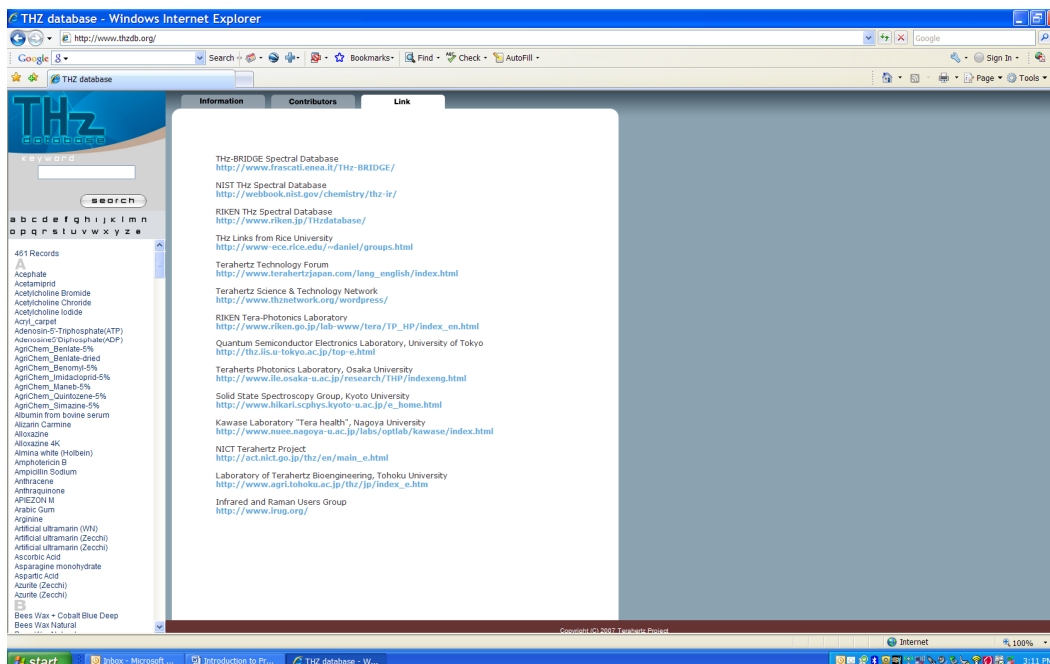 THZ database - Windows Internet Explorer
http://www.thzdb.org/
Google
Google
Search
Bookmarks
Find
Check
AutoFill
Sign In
THZ database
Page
Tools
THz
database
keyword
search
a b c d e f g h i j k l m n
o p q r s t u v w x y z
461 Records
A
Acephate
Acetamiprid
Acetylcholine Bromide
Acetylcholine Chroride
Acetylcholine Iodide
Acryl_carpet
Adenosin-5'-Triphosphate(ATP)
Adenosine5'Diphosphate(ADP)
AgriChem_Benlate-5%
AgriChem_Benlate-dried
AgriChem_Benomyl-5%
AgriChem_Imidacloprid-5%
AgriChem_Maneb-5%
AgriChem_Quintozene-5%
AgriChem_Simazine-5%
Albumin from bovine serum
Alizarin Carmine
Alloxazine
Alloxazine 4K
Almina white (Holbein)
Amphotericin B
Ampicillin Sodium
Anthracene
Anthraquinone
APIEZON M
Arabic Gum
Arginine
Artificial ultramarin (WN)
Artificial ultramarin (Zecchi)
Artificial ultramarin (Zecchi)
Ascorbic Acid
Asparagine monohydrate
Aspartic Acid
Azurite (Zecchi)
Azurite (Zecchi)
B
Bees Wax + Cobalt Blue Deep
Bees Wax Natural
Information
Contributors
Link
THz-BRIDGE Spectral Database
http://www.frascati.enea.it/THz-BRIDGE/
NIST THz Spectral Database
http://webbook.nist.gov/chemistry/thz-ir/
RIKEN THz Spectral Database
http://www.riken.jp/THzdatabase/
THz Links from Rice University
http://www-ece.rice.edu/~daniel/groups.html
Terahertz Technology Forum
http://www.terahertzjapan.com/lang_english/index.html
Terahertz Science & Technology Network
http://www.thznetwork.org/wordpress/
RIKEN Tera-Photonics Laboratory
http://www.riken.go.jp/lab-www/tera/TP_HP/index_en.html
Quantum Semiconductor Electronics Laboratory, University of Tokyo
http://thz.iis.u-tokyo.ac.jp/top-e.html
Teraherts Photonics Laboratory, Osaka University
http://www.ile.osaka-u.ac.jp/research/THP/indexeng.html
Solid State Spectroscopy Group, Kyoto University
http://www.hikari.scphys.kyoto-u.ac.jp/e_home.html
Kawase Laboratory "Tera health", Nagoya University
http://www.nuee.nagoya-u.ac.jp/labs/optlab/kawase/index.html
NICT Terahertz Project
http://act.nict.go.jp/thz/en/main_e.html
Laboratory of Terahertz Bioengineering, Tohoku University
http://www.agri.tohoku.ac.jp/thz/jp/index_e.htm
Infrared and Raman Users Group
http://www.irug.org/
Copyright (C) 2007 Terahertz Project
Internet
100%
start
Inbox - Microsoft ...
Introduction to Pr...
THZ database - W...
3:11 PM